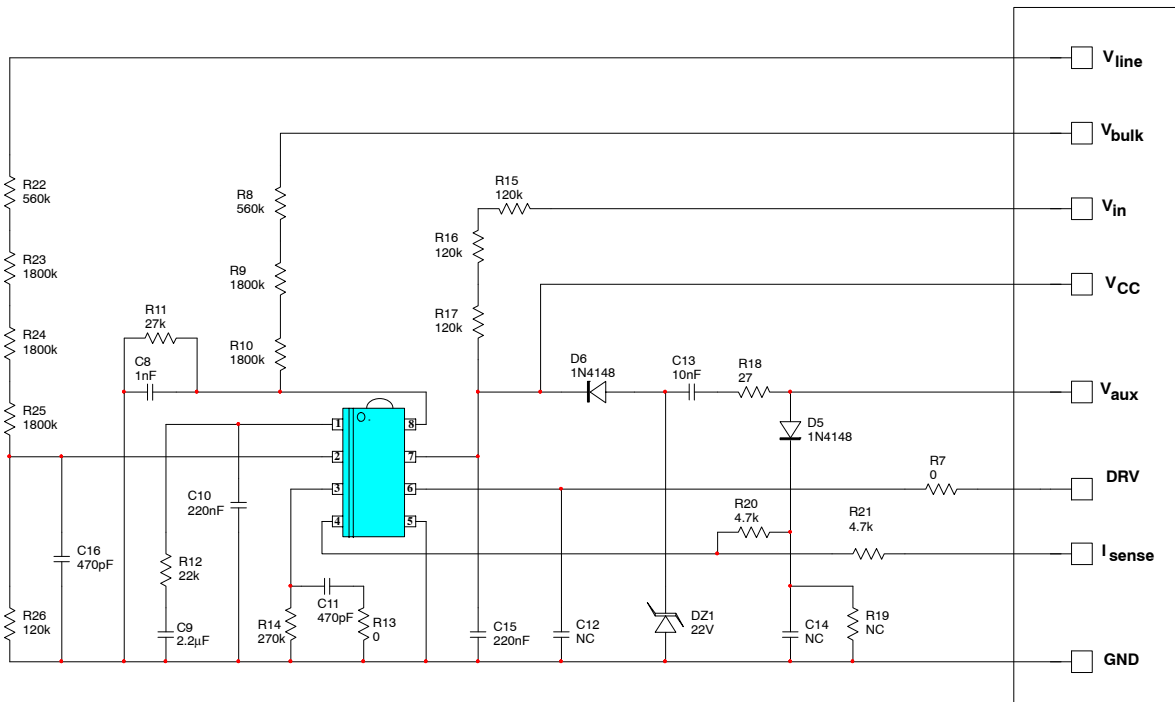 Vline
Vbulk
R22
560k
R8
560k
R15
120k
Vin
R16
120k
R23
1800k
R9
1800k
VCC
R11
27k
R17
120k
R24
1800k
R10
1800k
C8
1nF
D6
1N4148
C13
10nF
R18
27
Vaux
R25
1800k
D5
1N4148
1
8
2
7
R7
0
DRV
3
6
C10
220nF
R20
4.7k
R21
4.7k
4
5
Isense
C16
470pF
R12
22k
C11
470pF
R26
120k
C9
2.2µF
R14
270k
R13
0
C15
220nF
C12
NC
DZ1
22V
C14
NC
R19
NC
GND